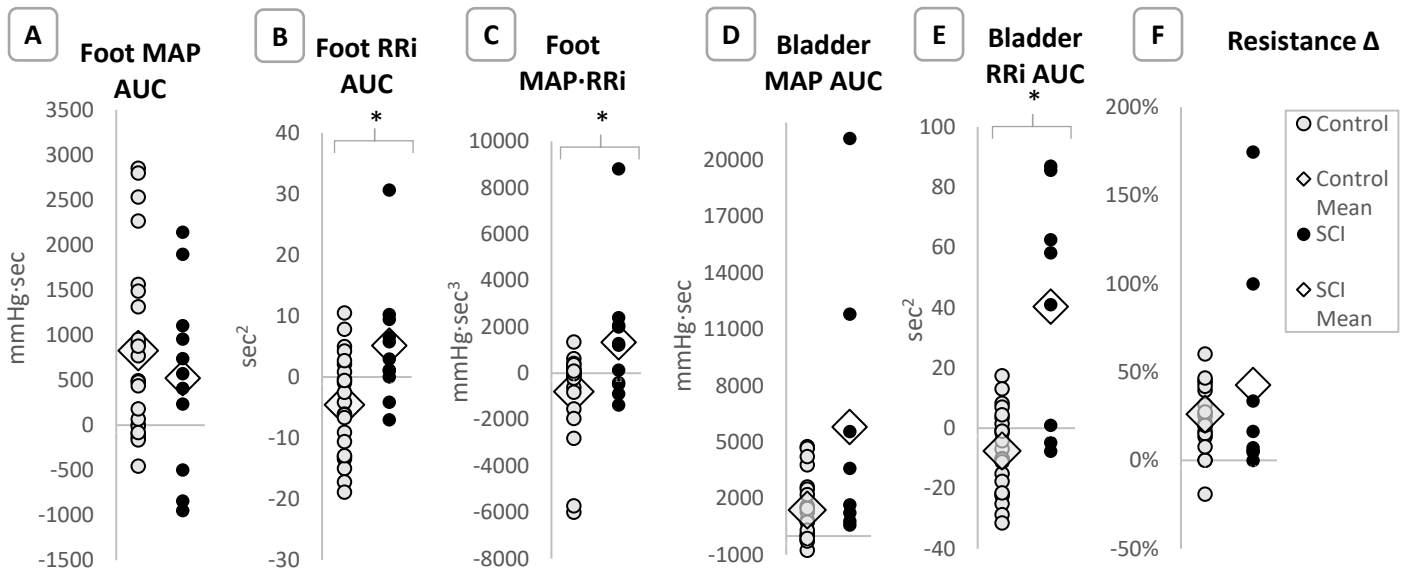 A
Foot MAP
AUC
mmHg·sec
3500
3000
2500
2000
1500
1000
500
0
-500
-1000
-1500
B
Foot RRi
AUC
*
sec²
40
30
20
10
0
-10
-20
-30
C
Foot
MAP·RRi
*
mmHg·sec³
10000
8000
6000
4000
2000
0
-2000
-4000
-6000
-8000
D
Bladder
MAP AUC
mmHg·sec
20000
17000
14000
11000
8000
5000
2000
-1000
E
Bladder
RRi AUC
*
sec²
100
80
60
40
20
0
-20
-40
F
Resistance Δ
200%
150%
100%
50%
0%
-50%
Control
Control
Mean
SCI
SCI
Mean